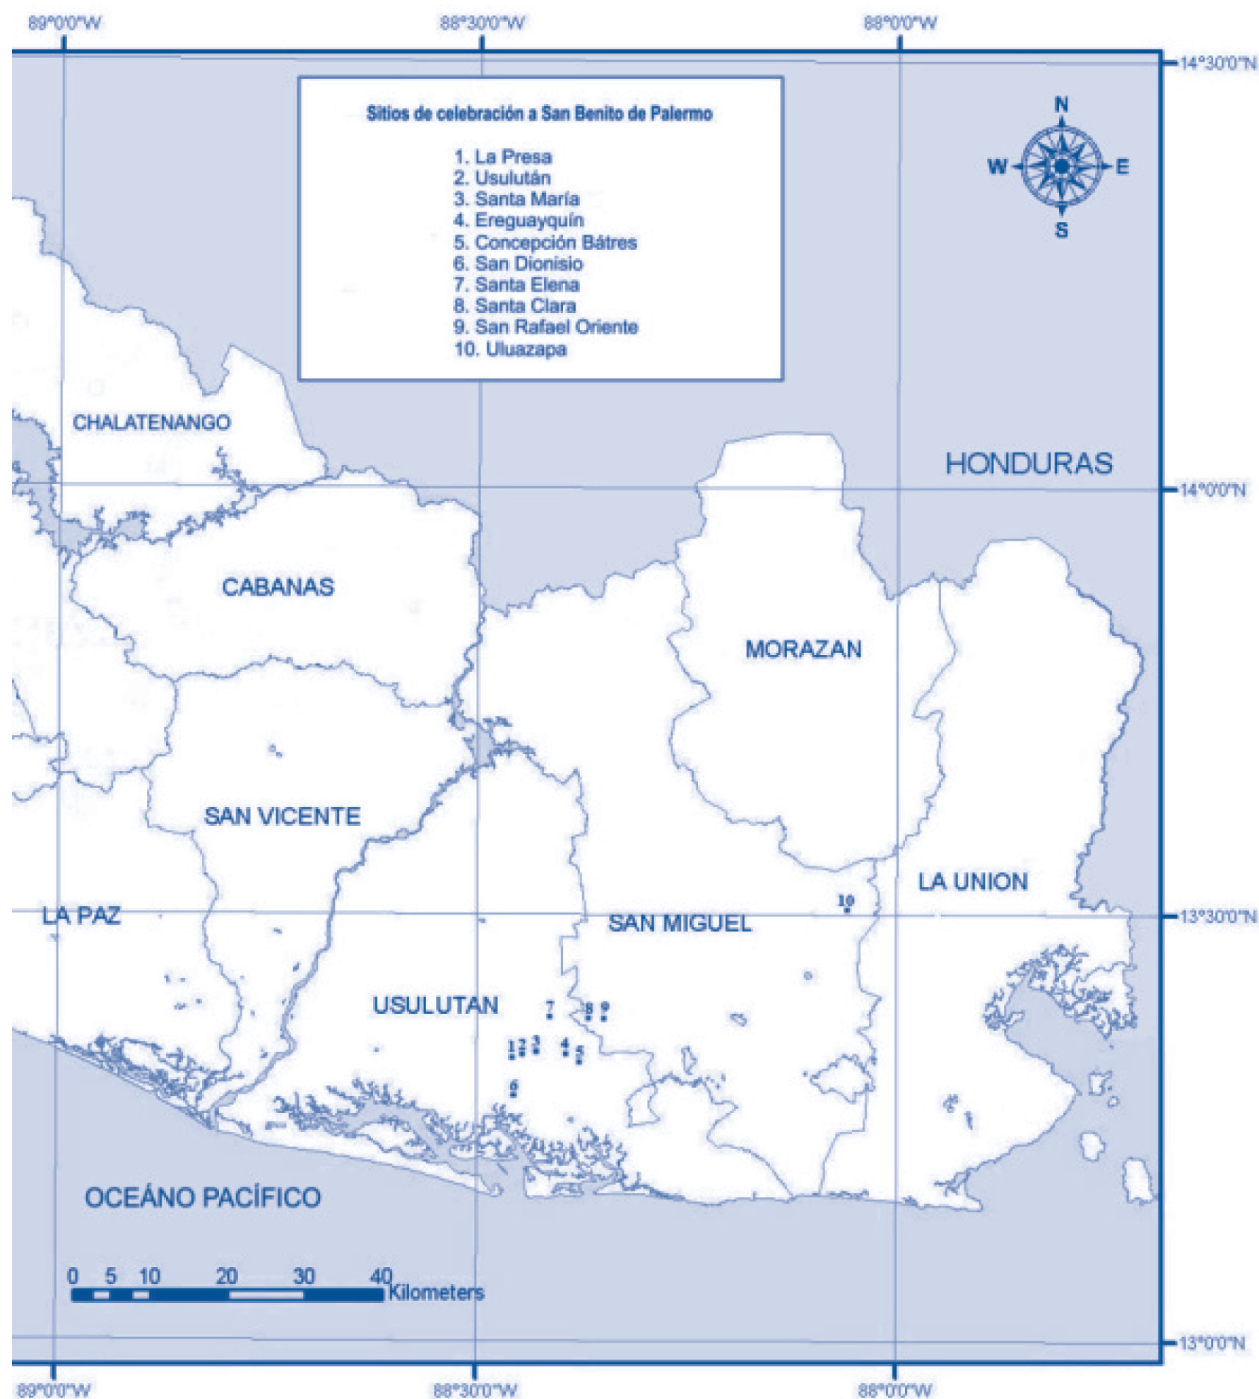 89°0'0"W 88°30'0"W 88°0'0"W
14°30'0"N
Sitios de celebración a San Benito de Palermo
1. La Presa
2. Usulután
3. Santa María
4. Ereguayquín
5. Concepción Bátres
6. San Dionisio
7. Santa Elena
8. Santa Clara
9. San Rafael Oriente
10. Uluazapa
N
W E
S
CHALATENANGO
HONDURAS
14°0'0"N
CABANAS
MORAZAN
SAN VICENTE
LA UNION
10
LA PAZ
SAN MIGUEL
13°30'0"N
USULUTAN
7 8 9
1 2 3 4 5
6
OCEÁNO PACÍFICO
0 5 10 20 30 40
Kilometers
13°0'0"N
89°0'0"W 88°30'0"W 88°0'0"W